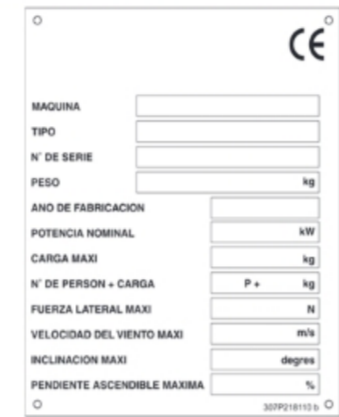 CE
MAQUINA
TIPO
N° DE SERIE
PESO kg
ANO DE FABRICACION
POTENCIA NOMINAL kW
CARGA MAXI kg
N° DE PERSON + CARGA P + kg
FUERZA LATERAL MAXI N
VELOCIDAD DEL VIENTO MAXI m/s
INCLINACION MAXI degres
PENDIENTE ASCENDIBLE MAXIMA %
307P218110 b